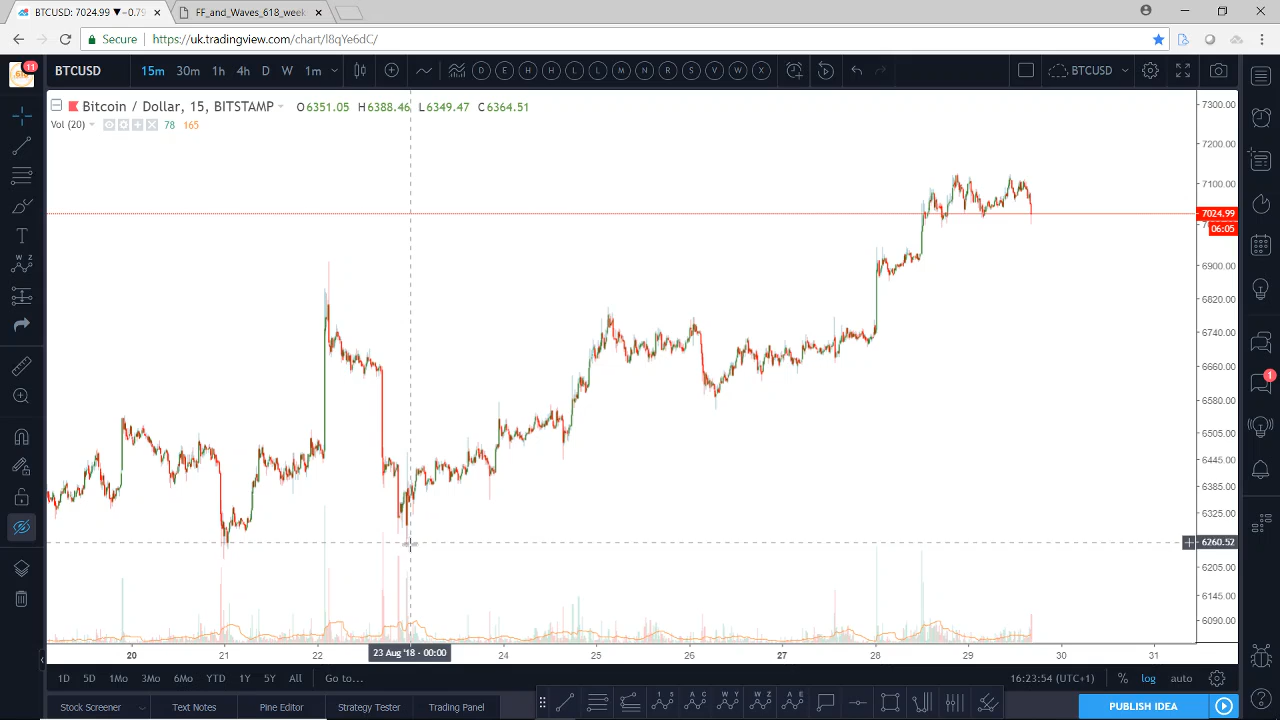 BTCUSD: 7024.99 ▼−0.79
FF_and_Waves_618_week
Secure https://uk.tradingview.com/chart/l8qYe6dC/
11
BTCUSD 15m 30m 1h 4h D W 1m D E H H L L M N R S V W X BTCUSD
Bitcoin / Dollar, 15, BITSTAMP O6351.05 H6388.46 L6349.47 C6364.51
Vol (20) 78 165
7300.00
7200.00
7100.00
7024.99
06:05
6900.00
6820.00
6740.00
6660.00
6580.00
6505.00
6445.00
6385.00
6325.00
6260.52
6205.00
6145.00
6090.00
1
T
W Z
20 21 22 23 Aug '18 - 00:00 24 25 26 27 28 29 30 31
1D 5D 1Mo 3Mo 6Mo YTD 1Y 5Y All Go to... 16:23:54 (UTC+1) % log auto
Stock Screener Text Notes Pine Editor Strategy Tester Trading Panel 1 5 A C W Y W Z A E PUBLISH IDEA